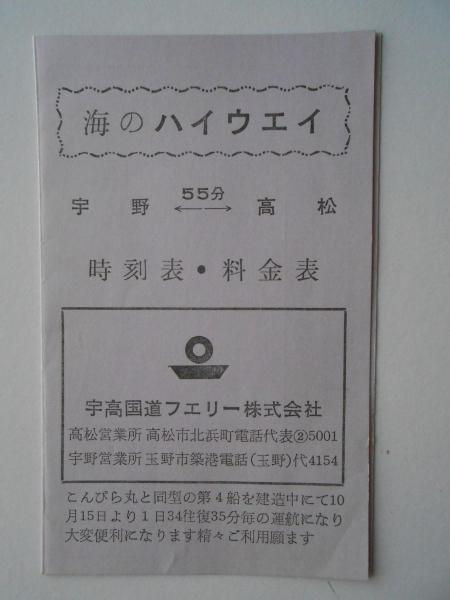 海のハイウエイ
55分
宇野 ←→ 高松
時刻表・料金表
宇高国道フエリー株式会社
高松営業所 高松市北浜町電話代表②5001
宇野営業所 玉野市築港電話(玉野)代4154
こんぴら丸と同型の第4船を建造中にて10
月15日より1日34往復35分毎の運航になり
大変便利になります精々ご利用願ます